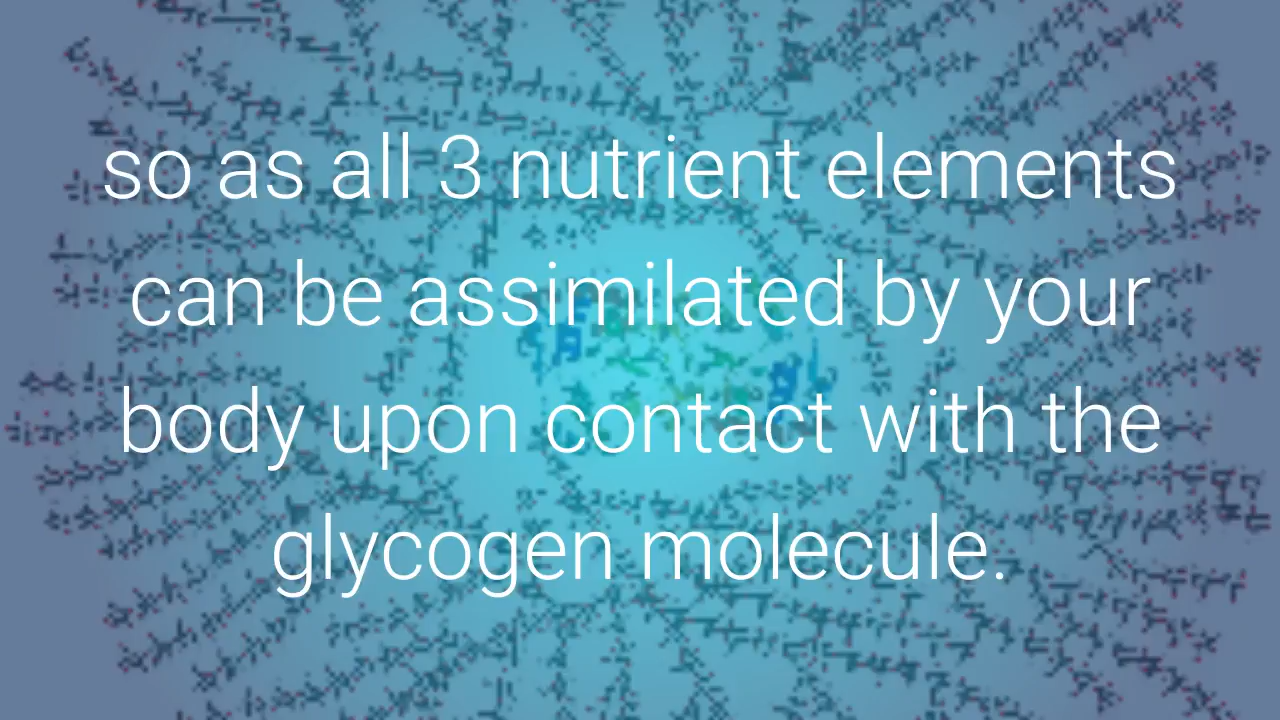 so as all 3 nutrient elements
can be assimilated by your
body upon contact with the
glycogen molecule.